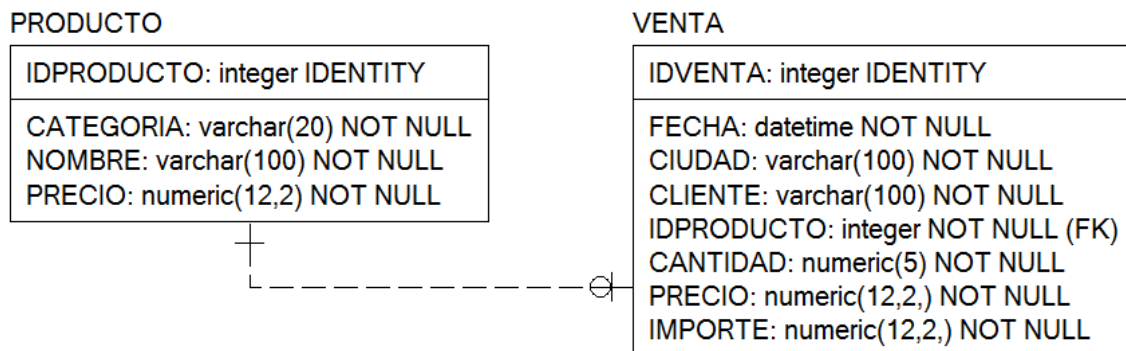 PRODUCTO
IDPRODUCTO: integer IDENTITY
CATEGORIA: varchar(20) NOT NULL
NOMBRE: varchar(100) NOT NULL
PRECIO: numeric(12,2) NOT NULL
VENTA
IDVENTA: integer IDENTITY
FECHA: datetime NOT NULL
CIUDAD: varchar(100) NOT NULL
CLIENTE: varchar(100) NOT NULL
IDPRODUCTO: integer NOT NULL (FK)
CANTIDAD: numeric(5) NOT NULL
PRECIO: numeric(12,2,) NOT NULL
IMPORTE: numeric(12,2,) NOT NULL